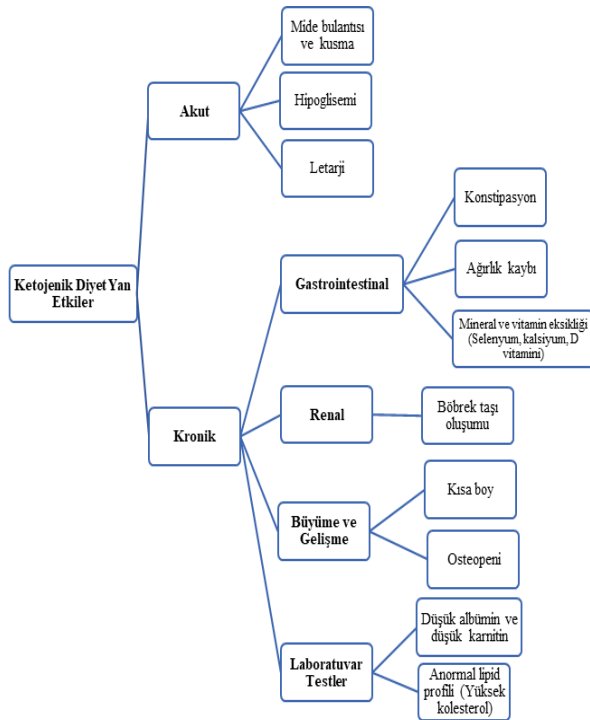 Mide bulantısı
ve kusma
Akut
Hipoglisemi
Letarji
Konstipasyon
Gastrointestinal
Ağırlık kaybı
Ketojenik Diyet Yan
Etkiler
Mineral ve vitamin eksikliği
(Selenyum, kalsiyum, D
vitamini)
Kronik
Renal
Böbrek taşı
oluşumu
Büyüme ve
Gelişme
Kısa boy
Osteopeni
Laboratuvar
Testler
Düşük albümin ve
düşük karnitin
Anormal lipid
profili (Yüksek
kolesterol)